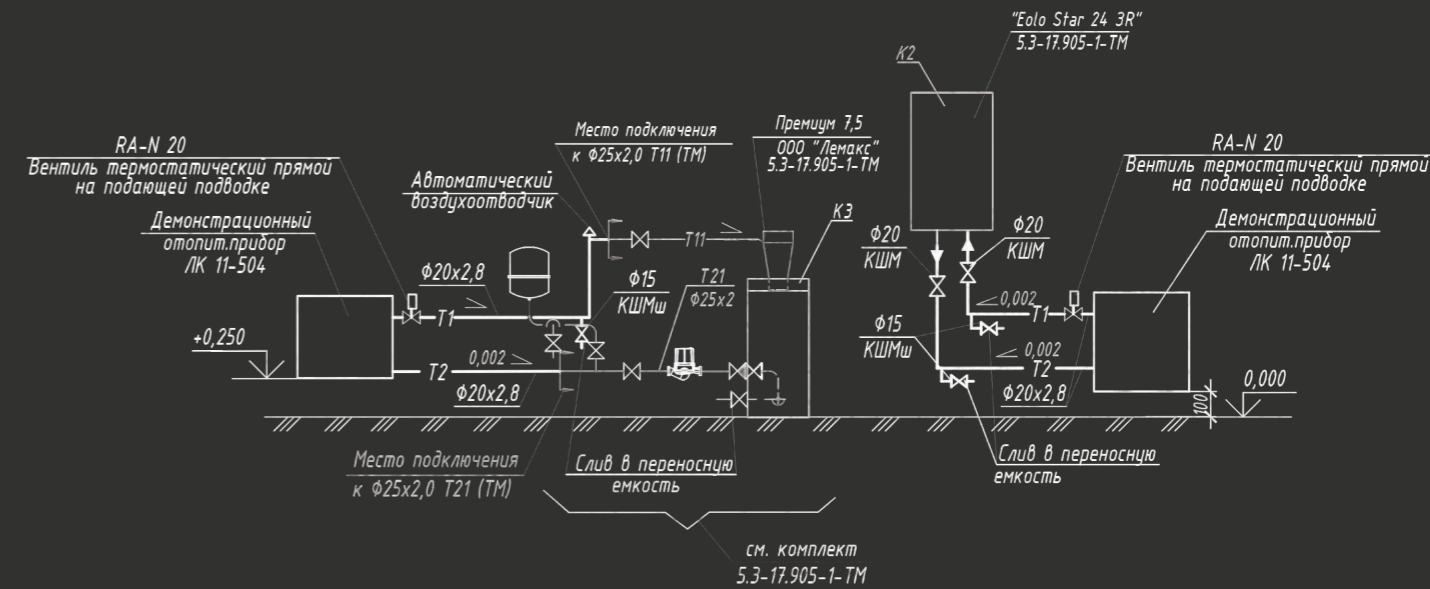 "Eolo Star 24 3R"
5.3-17.905-1-ТМ
К2
RA-N 20
Вентиль термостатический прямой
на подающей подводке
Демонстрационный
отопит.прибор
ЛК 11-504
Автоматический
воздухоотводчик
Место подключения
к Ф25х2,0 Т11 (ТМ)
Премиум 7,5
ООО "Лемакс"
5.3-17.905-1-ТМ
К3
Т11
Ф20х2,8
Т1
Ф15
КШМш
Т21
Ф25х2
+0,250
Т2
0,002
Ф20х2,8
Место подключения
к Ф25х2,0 Т21 (ТМ)
Слив в переносную
емкость
см. комплект
5.3-17.905-1-ТМ
RA-N 20
Вентиль термостатический прямой
на подающей подводке
Демонстрационный
отопит.прибор
ЛК 11-504
Ф20
КШМ
Ф20
КШМ
0,002
Т1
Ф15
КШМш
0,002
Т2
Ф20х2,8
100
0,000
Слив в переносную
емкость